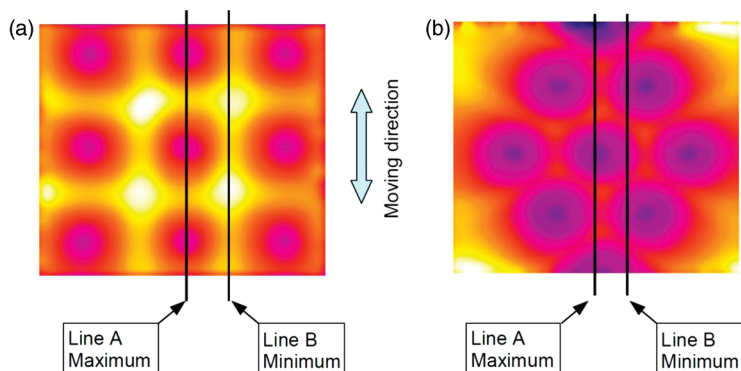 (a)
Moving direction
(b)
Line A
Maximum
Line B
Minimum
Line A
Maximum
Line B
Minimum